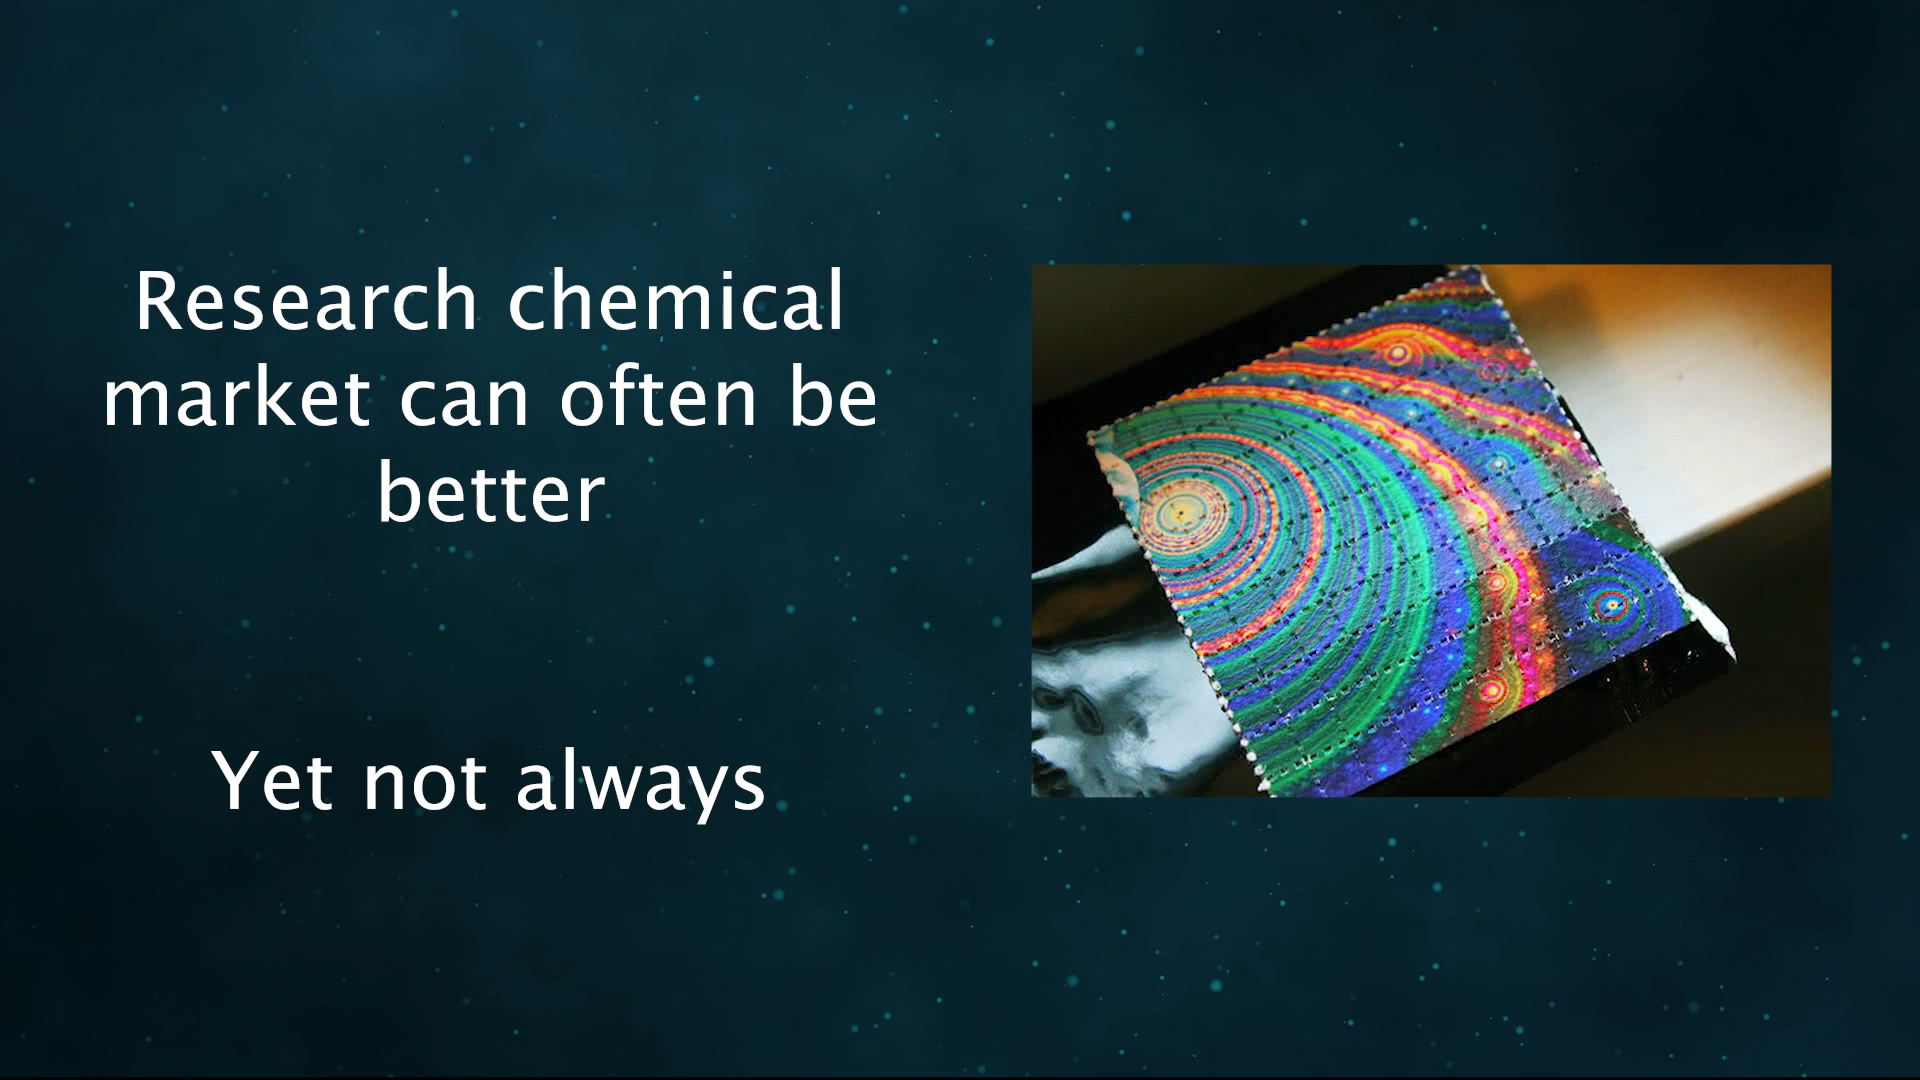 Research chemical
market can often be
better
Yet not always